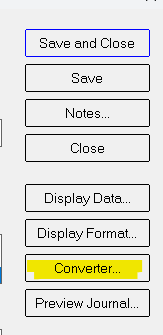 Save and Close
Save
Notes...
Close
Display Data...
Display Format...
Converter...
Preview Journal...